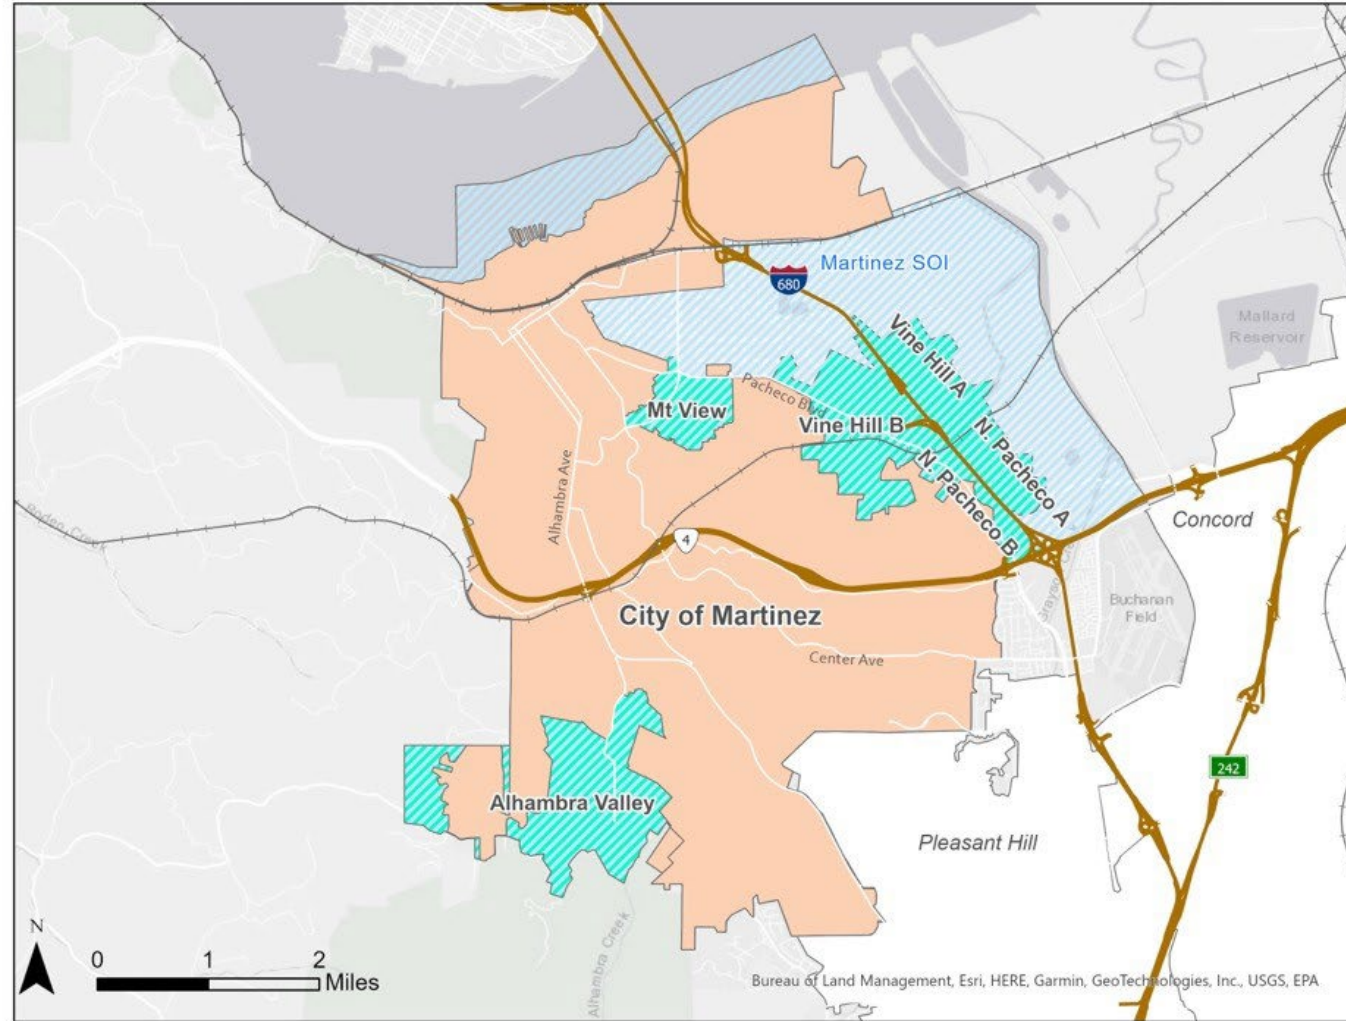 Martinez SOI
680
Mallard
Reservoir
Vine Hill A
Pacheco Blvd
Mt View
Vine Hill B
N. Pacheco A
N. Pacheco B
Alhambra Ave
Rodeo Creek
Concord
4
City of Martinez
Buchanan
Field
Center Ave
242
Alhambra Valley
Pleasant Hill
Alhambra Creek
N
0 1 2
Miles
Bureau of Land Management, Esri, HERE, Garmin, GeoTechnologies, Inc., USGS, EPA